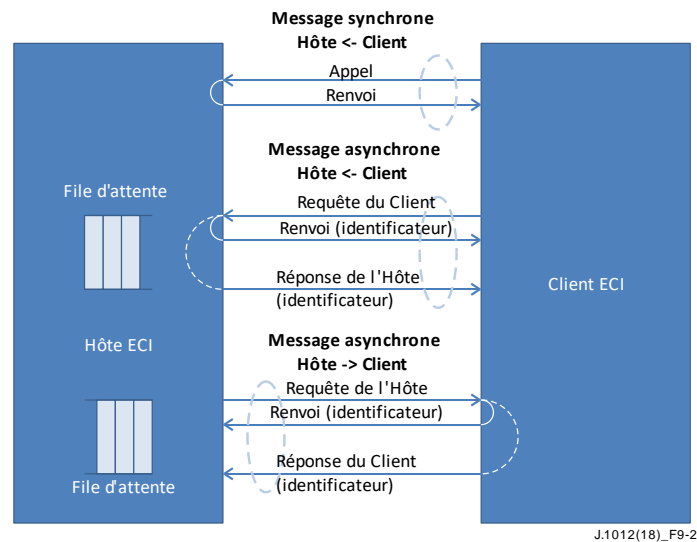 Message synchrone
Hôte <- Client
Appel
Renvoi
Message asynchrone
Hôte <- Client
File d'attente
Requête du Client
Renvoi (identificateur)
Réponse de l'Hôte
(identificateur)
Client ECI
Hôte ECI
Message asynchrone
Hôte -> Client
Requête de l'Hôte
Renvoi (identificateur)
Réponse du Client
(identificateur)
File d'attente
J.1012(18)_F9-2